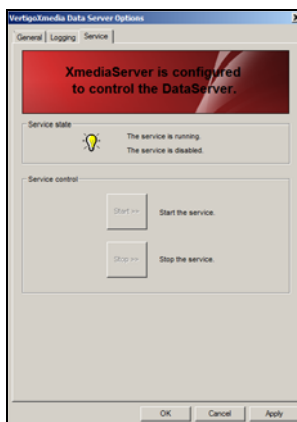 VertigoXmedia Data Server Options
General Logging Service
XmediaServer is configured
to control the DataServer.
Service state
The service is running.
The service is disabled.
Service control
Start >> Start the service.
Stop >> Stop the service.
OK Cancel Apply